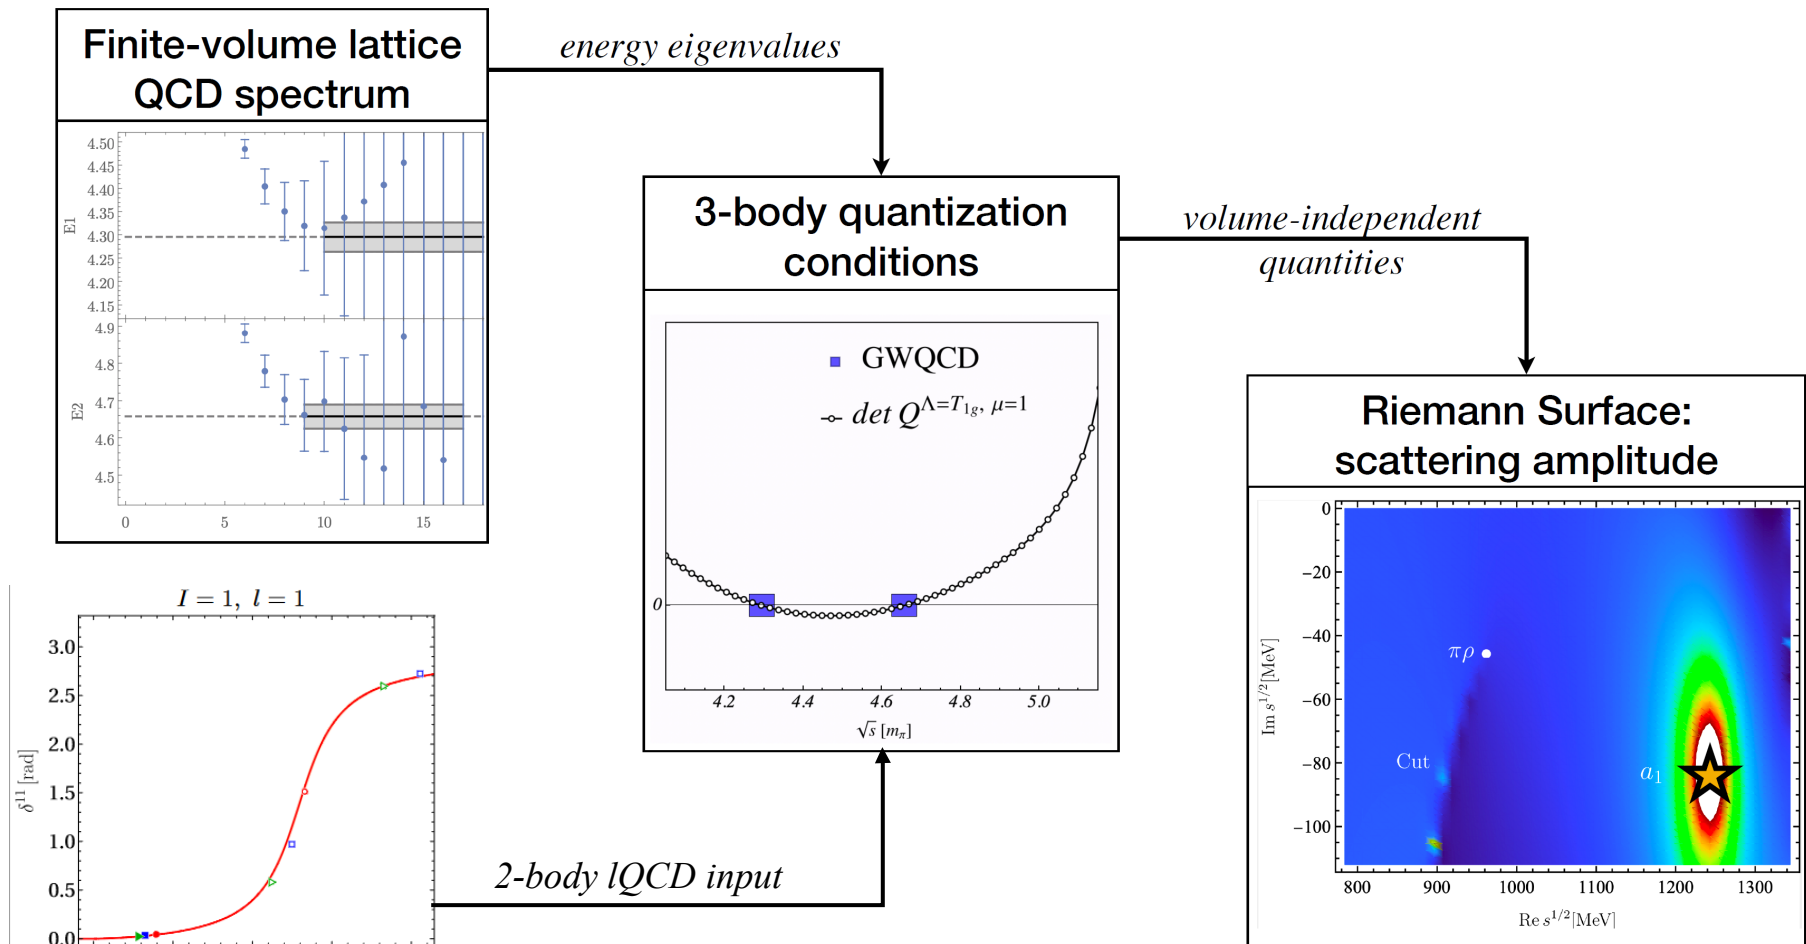 Finite-volume lattice
QCD spectrum
E1
4.50
4.45
4.40
4.35
4.30
4.25
4.20
4.15
E2
4.9
4.8
4.7
4.6
4.5
0 5 10 15
energy eigenvalues
3-body quantization
conditions
GWQCD
det Q^{Λ=T_{1g}, μ=1}
0
4.2 4.4 4.6 4.8 5.0
√s [m_π]
volume-independent
quantities
Riemann Surface:
scattering amplitude
Im s^{1/2}[MeV]
0
−20
−40
−60
−80
−100
πρ
Cut
a_1
800 900 1000 1100 1200 1300
Re s^{1/2}[MeV]
I = 1, l = 1
δ^{11} [rad]
3.0
2.5
2.0
1.5
1.0
0.5
0.0
2-body lQCD input